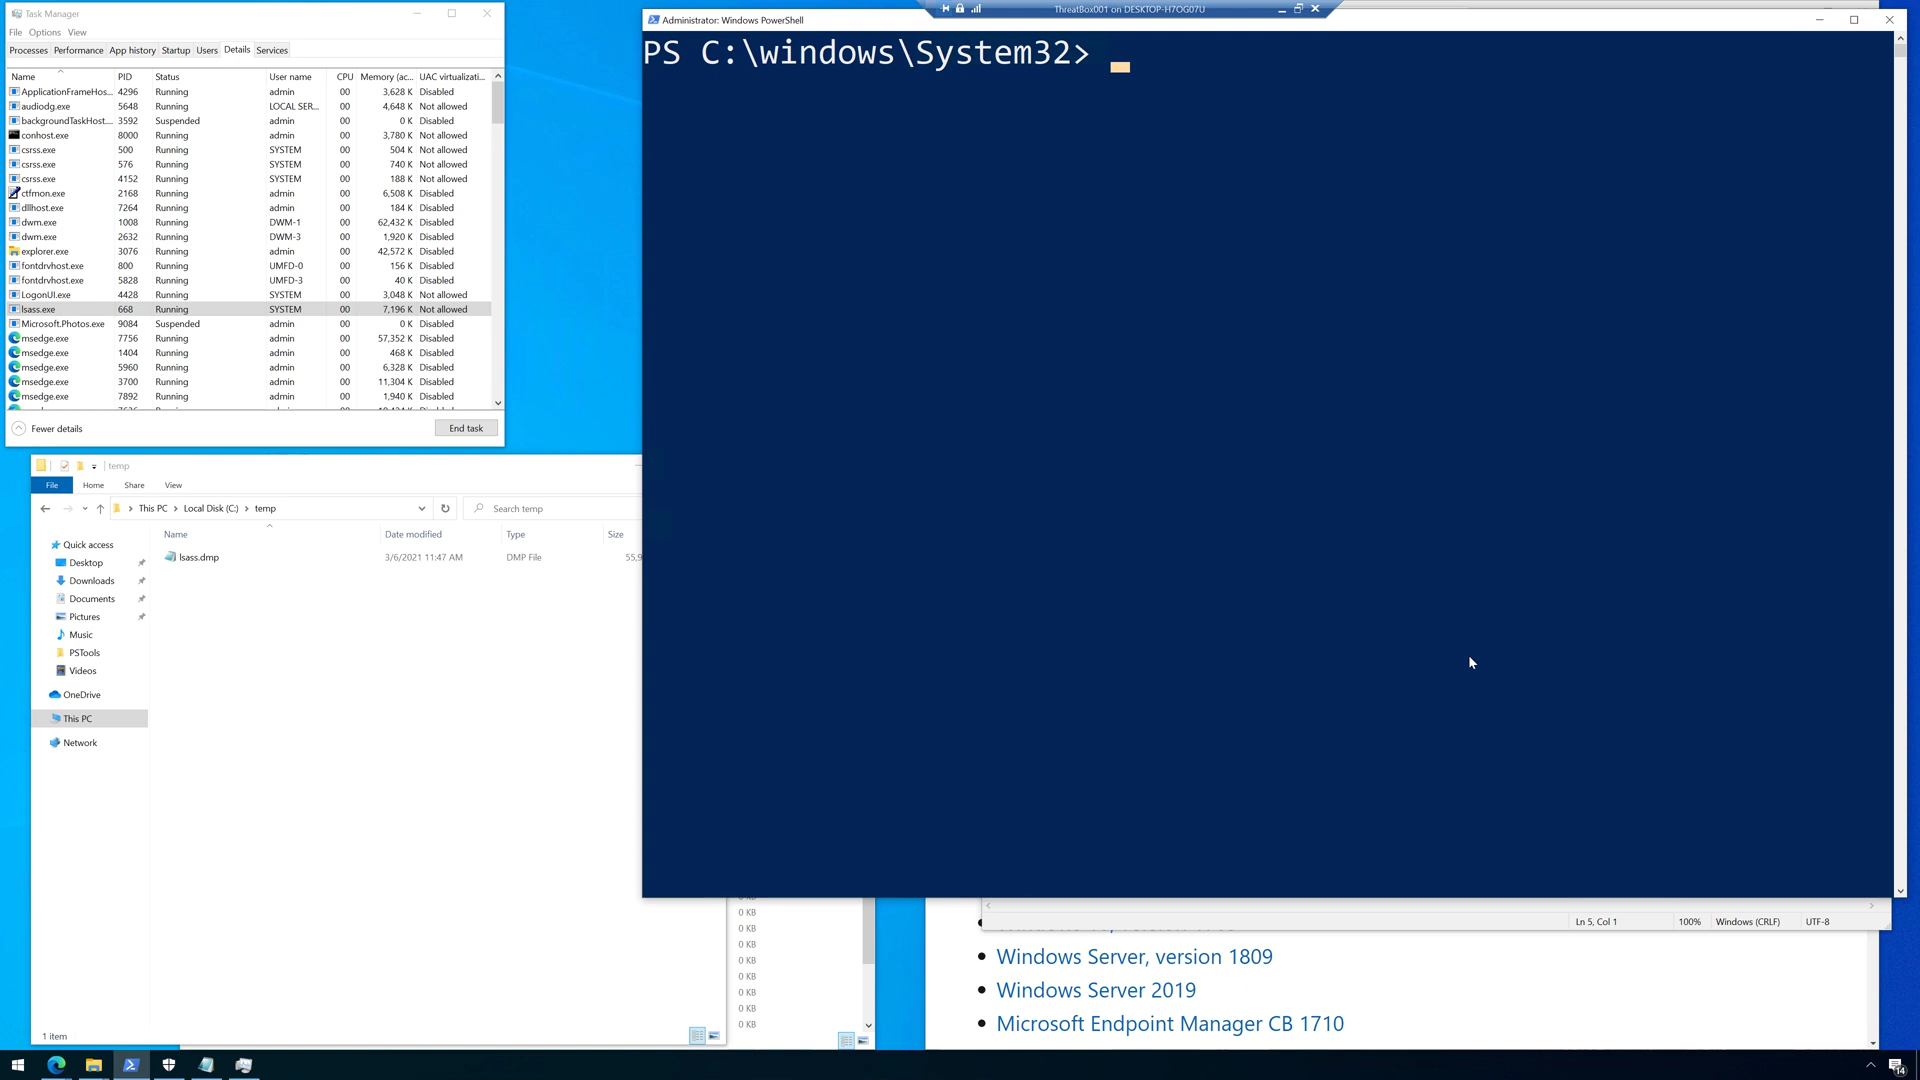 Task Manager
File Options View
Processes Performance App history Startup Users Details Services
Name PID Status User name CPU Memory (ac... UAC virtualizati...
ApplicationFrameHos... 4296 Running admin 00 3,628 K Disabled
audiodg.exe 5648 Running LOCAL SER... 00 4,648 K Not allowed
backgroundTaskHost.... 3592 Suspended admin 00 0 K Disabled
conhost.exe 8000 Running admin 00 3,780 K Not allowed
csrss.exe 500 Running SYSTEM 00 504 K Not allowed
csrss.exe 576 Running SYSTEM 00 740 K Not allowed
csrss.exe 4152 Running SYSTEM 00 188 K Not allowed
ctfmon.exe 2168 Running admin 00 6,508 K Disabled
dllhost.exe 7264 Running admin 00 184 K Disabled
dwm.exe 1008 Running DWM-1 00 62,432 K Disabled
dwm.exe 2632 Running DWM-3 00 1,920 K Disabled
explorer.exe 3076 Running admin 00 42,572 K Disabled
fontdrvhost.exe 800 Running UMFD-0 00 156 K Disabled
fontdrvhost.exe 5828 Running UMFD-3 00 40 K Disabled
LogonUI.exe 4428 Running SYSTEM 00 3,048 K Not allowed
lsass.exe 668 Running SYSTEM 00 7,196 K Not allowed
Microsoft.Photos.exe 9084 Suspended admin 00 0 K Disabled
msedge.exe 7756 Running admin 00 57,352 K Disabled
msedge.exe 1404 Running admin 00 468 K Disabled
msedge.exe 5960 Running admin 00 6,328 K Disabled
msedge.exe 3700 Running admin 00 11,304 K Disabled
msedge.exe 7892 Running admin 00 1,940 K Disabled
Fewer details End task
temp
File Home Share View
This PC > Local Disk (C:) > temp
Search temp
Name Date modified Type Size
lsass.dmp 3/6/2021 11:47 AM DMP File 55,9
Quick access
Desktop
Downloads
Documents
Pictures
Music
PSTools
Videos
OneDrive
This PC
Network
1 item
ThreatBox001 on DESKTOP-H7OG07U
Administrator: Windows PowerShell
PS C:\windows\System32>
0 KB
0 KB
0 KB
0 KB
0 KB
0 KB
0 KB
0 KB
Ln 5, Col 1 100% Windows (CRLF) UTF-8
Windows Server, version 1809
Windows Server 2019
Microsoft Endpoint Manager CB 1710
14